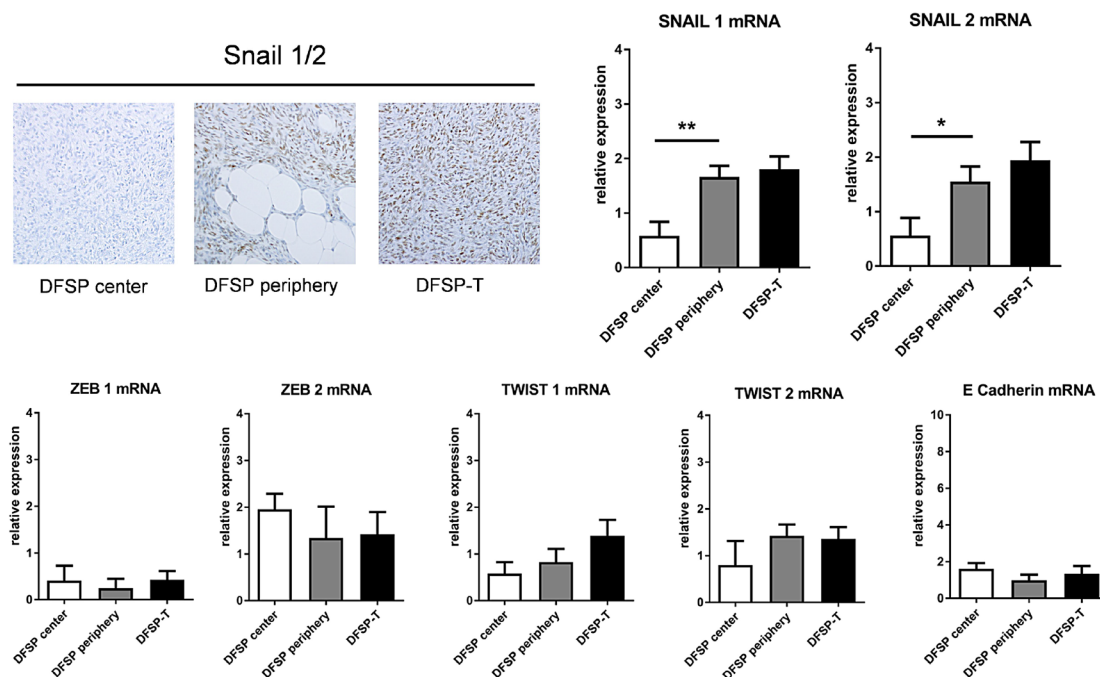 Snail 1/2
DFSP center
DFSP periphery
DFSP-T
SNAIL 1 mRNA
relative expression
4
3
2
1
0
**
DFSP center
DFSP periphery
DFSP-T
SNAIL 2 mRNA
relative expression
4
3
2
1
0
*
DFSP center
DFSP periphery
DFSP-T
ZEB 1 mRNA
relative expression
4
3
2
1
0
DFSP center
DFSP periphery
DFSP-T
ZEB 2 mRNA
relative expression
4
3
2
1
0
DFSP center
DFSP periphery
DFSP-T
TWIST 1 mRNA
relative expression
4
3
2
1
0
DFSP center
DFSP periphery
DFSP-T
TWIST 2 mRNA
relative expression
4
3
2
1
0
DFSP center
DFSP periphery
DFSP-T
E Cadherin mRNA
relative expression
10
8
6
4
2
0
DFSP center
DFSP periphery
DFSP-T